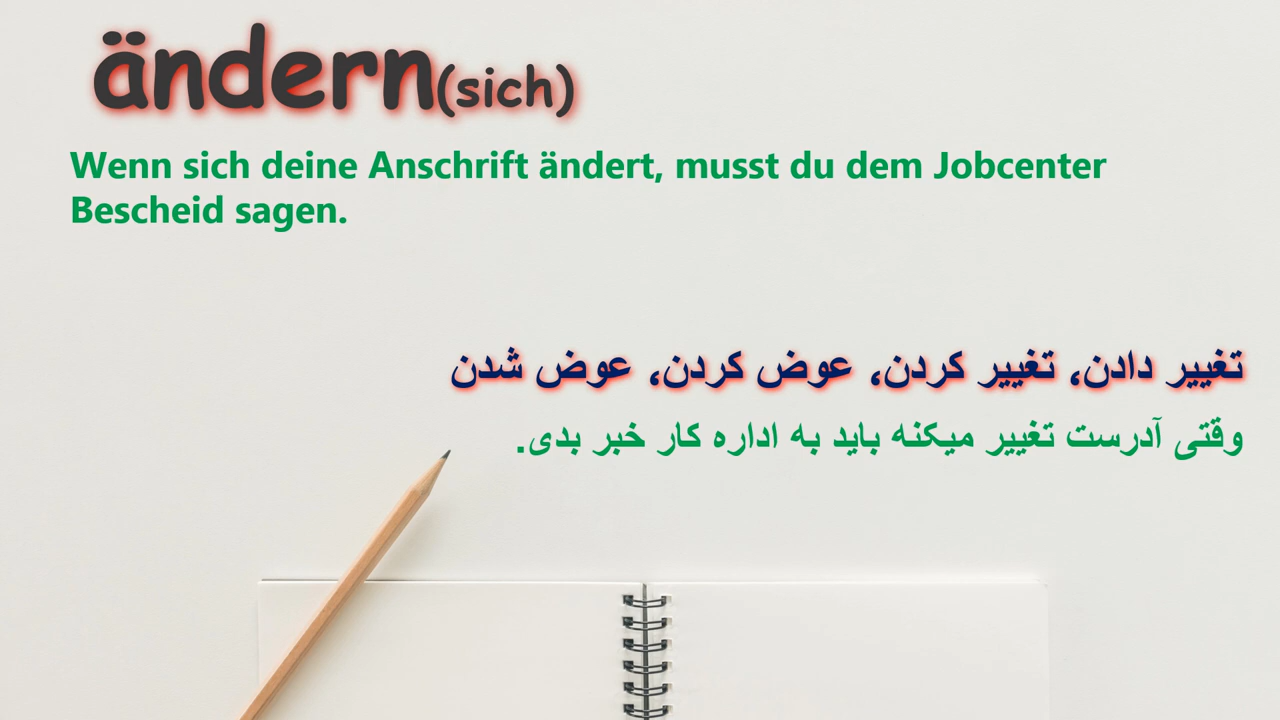 ändern(sich)
Wenn sich deine Anschrift ändert, musst du dem Jobcenter
Bescheid sagen.
تغییر دادن، تغییر کردن، عوض کردن، عوض شدن
وقتی آدرست تغییر میکنه باید به اداره کار خبر بدی.